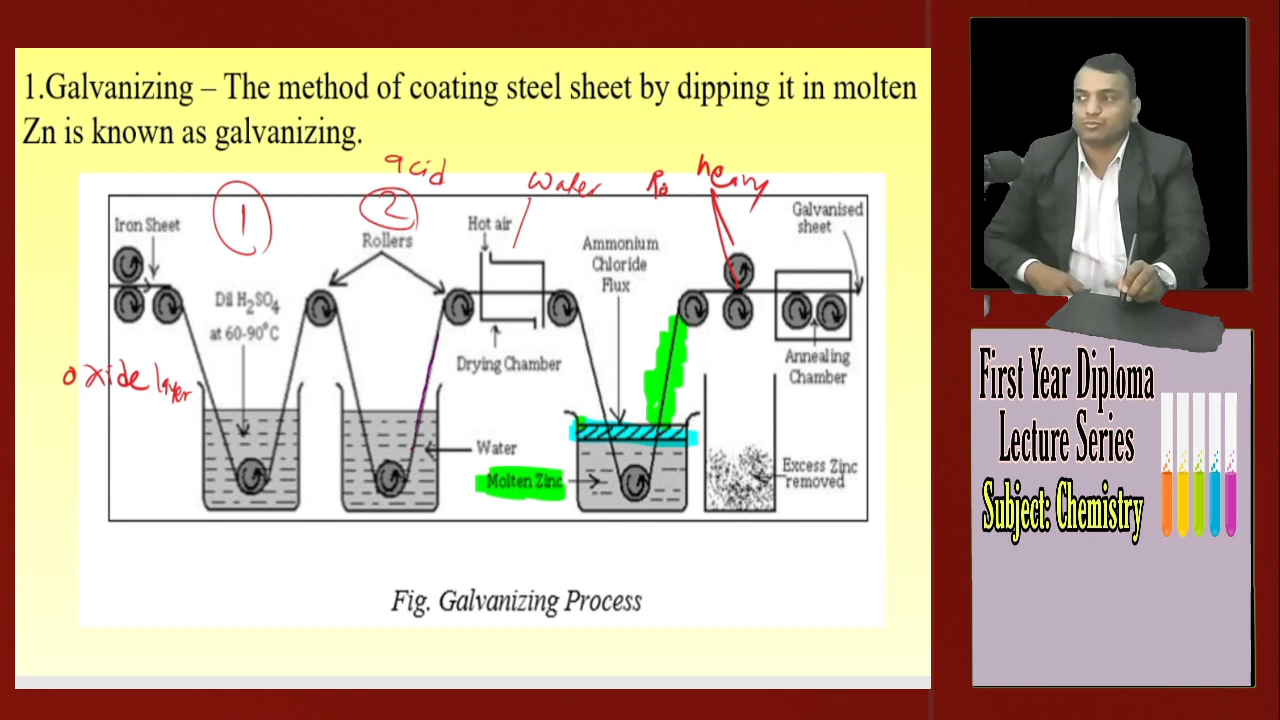 1.Galvanizing – The method of coating steel sheet by dipping it in molten
Zn is known as galvanizing.
acid
water
heavy
1
2
Iron Sheet
Rollers
Hot air
Ammonium
Chloride
Flux
Galvanised
sheet
Dil H₂SO₄
at 60-90°C
Drying Chamber
Annealing
Chamber
oxide layer
Water
Molten Zinc
Excess Zinc
removed
Fig. Galvanizing Process
First Year Diploma
Lecture Series
Subject: Chemistry